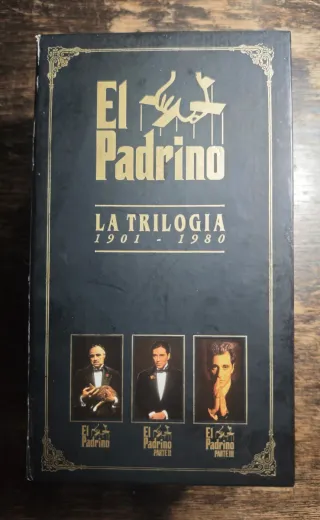 El
Padrino
LA TRILOGIA
1901 - 1980
El
Padrino
El
Padrino
PARTE II
El
Padrino
PARTE III